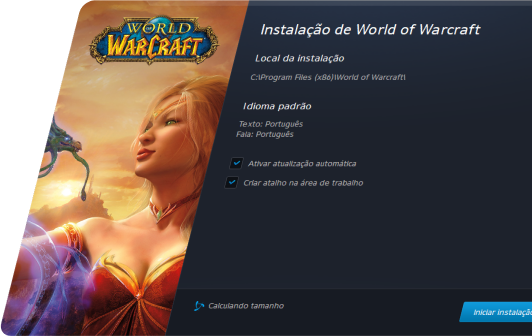 WORLD
OF
WARCRAFT
Instalação de World of Warcraft
Local da instalação
C:\Program Files (x86)\World of Warcraft\
Idioma padrão
Texto: Português
Fala: Português
Ativar atualização automática
Criar atalho na área de trabalho
Calculando tamanho
Iniciar instalaçã